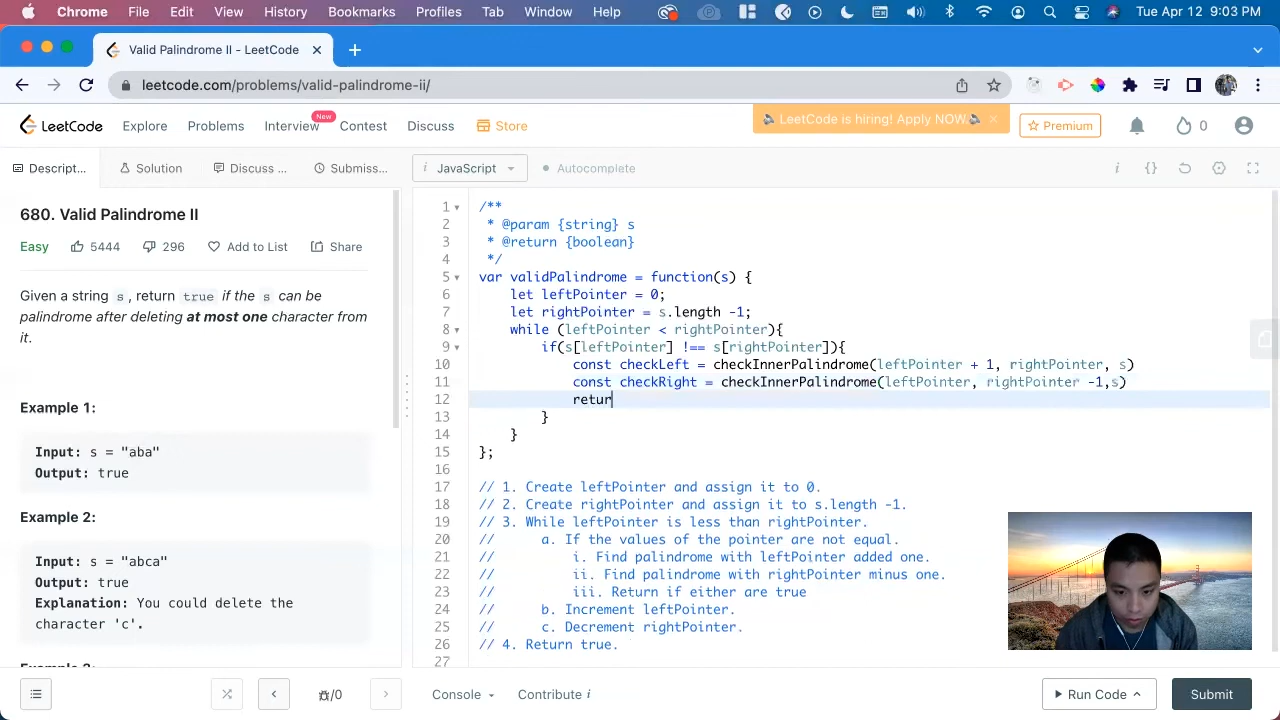 Chrome File Edit View History Bookmarks Profiles Tab Window Help Tue Apr 12 9:03 PM
Valid Palindrome II - LeetCode
leetcode.com/problems/valid-palindrome-ii/
LeetCode Explore Problems Interview New Contest Discuss Store LeetCode is hiring! Apply NOW Premium 0
Descript... Solution Discuss ... Submiss... i JavaScript Autocomplete i {}
680. Valid Palindrome II
Easy 5444 296 Add to List Share
Given a string s, return true if the s can be
palindrome after deleting at most one character from
it.
Example 1:
Input: s = "aba"
Output: true
Example 2:
Input: s = "abca"
Output: true
Explanation: You could delete the
character 'c'.
1 /**
2 * @param {string} s
3 * @return {boolean}
4 */
5 var validPalindrome = function(s) {
6 let leftPointer = 0;
7 let rightPointer = s.length -1;
8 while (leftPointer < rightPointer){
9 if(s[leftPointer] !== s[rightPointer]){
10 const checkLeft = checkInnerPalindrome(leftPointer + 1, rightPointer, s)
11 const checkRight = checkInnerPalindrome(leftPointer, rightPointer -1,s)
12 retur
13 }
14 }
15 };
16
17 // 1. Create leftPointer and assign it to 0.
18 // 2. Create rightPointer and assign it to s.length -1.
19 // 3. While leftPointer is less than rightPointer.
20 // a. If the values of the pointer are not equal.
21 // i. Find palindrome with leftPointer added one.
22 // ii. Find palindrome with rightPointer minus one.
23 // iii. Return if either are true
24 // b. Increment leftPointer.
25 // c. Decrement rightPointer.
26 // 4. Return true.
27
/0 Console Contribute i Run Code Submit